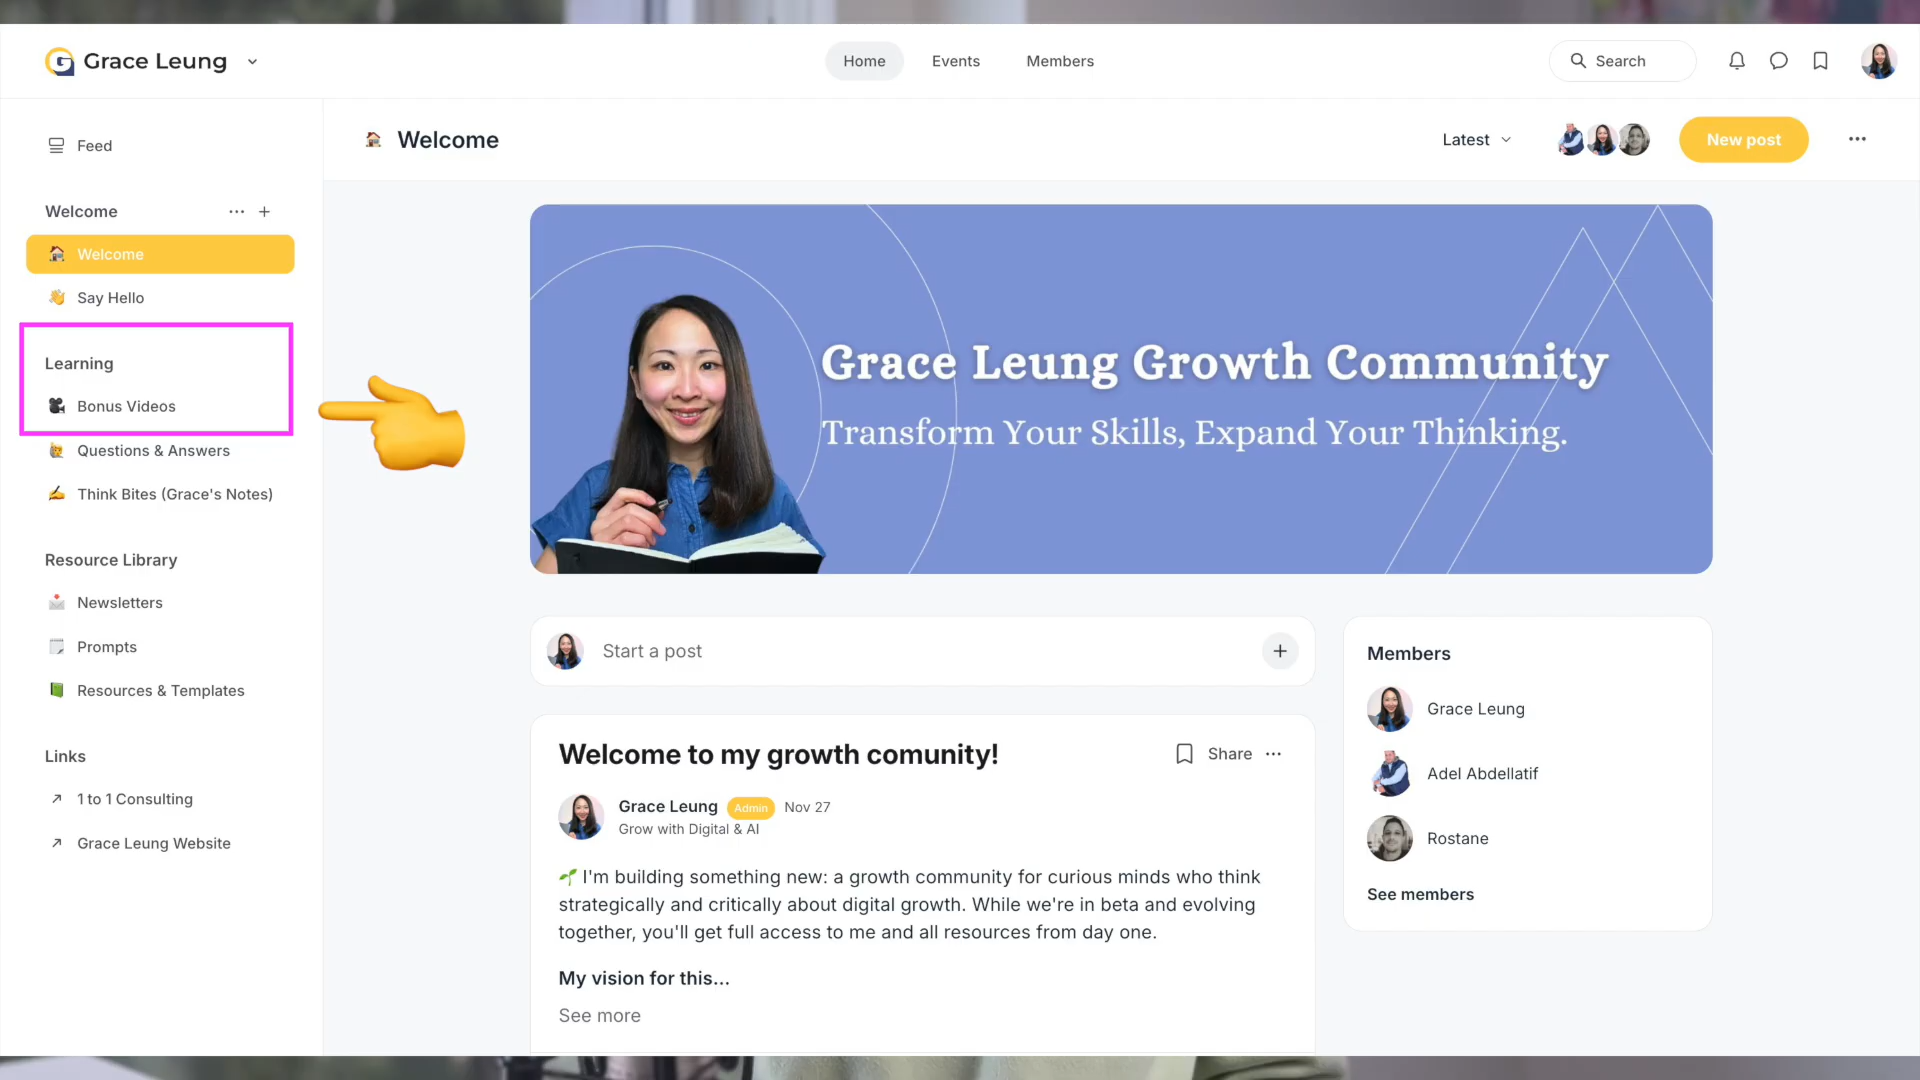 Grace Leung
Home
Events
Members
Search
Feed
Welcome
Welcome
Say Hello
Learning
Bonus Videos
Questions & Answers
Think Bites (Grace's Notes)
Resource Library
Newsletters
Prompts
Resources & Templates
Links
1 to 1 Consulting
Grace Leung Website
Welcome
Latest
New post
Grace Leung Growth Community
Transform Your Skills, Expand Your Thinking.
Start a post
Welcome to my growth comunity!
Share
Grace Leung Admin Nov 27
Grow with Digital & AI
I'm building something new: a growth community for curious minds who think
strategically and critically about digital growth. While we're in beta and evolving
together, you'll get full access to me and all resources from day one.
My vision for this...
See more
Members
Grace Leung
Adel Abdellatif
Rostane
See members